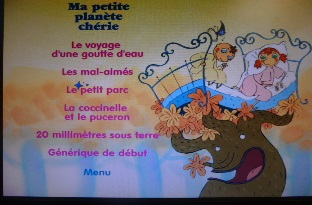 Ma petite
planète
chérie
Le voyage
d'une goutte d'eau
Les mal-aimés
Le petit parc
La coccinelle
et le puceron
20 millimètres sous terre
Générique de début
Menu